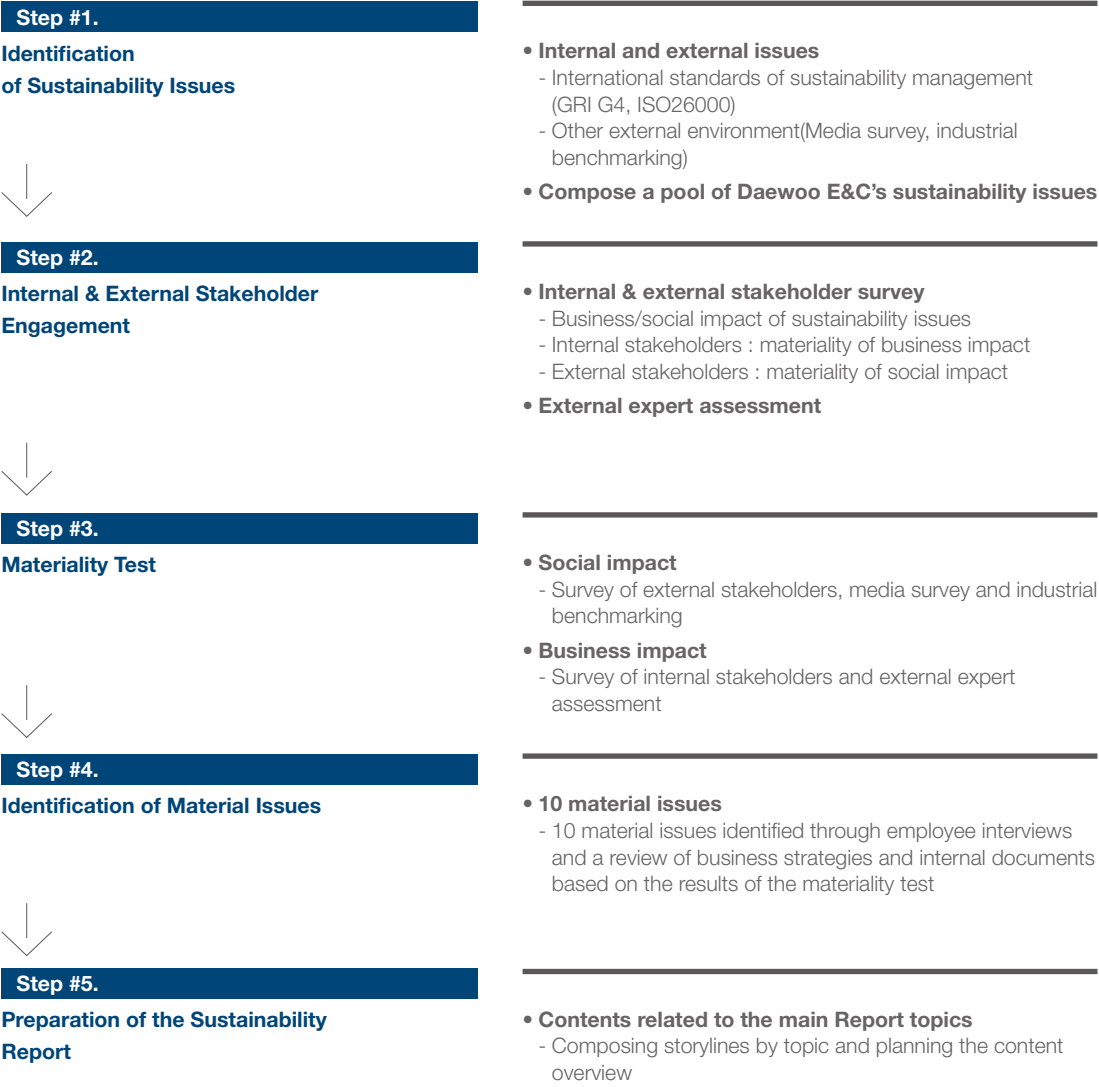 Step #1.
Identification
of Sustainability Issues
• Internal and external issues
- International standards of sustainability management
(GRI G4, ISO26000)
- Other external environment(Media survey, industrial
benchmarking)
• Compose a pool of Daewoo E&C's sustainability issues
Step #2.
Internal & External Stakeholder
Engagement
• Internal & external stakeholder survey
- Business/social impact of sustainability issues
- Internal stakeholders : materiality of business impact
- External stakeholders : materiality of social impact
• External expert assessment
Step #3.
Materiality Test
• Social impact
- Survey of external stakeholders, media survey and industrial
benchmarking
• Business impact
- Survey of internal stakeholders and external expert
assessment
Step #4.
Identification of Material Issues
• 10 material issues
- 10 material issues identified through employee interviews
and a review of business strategies and internal documents
based on the results of the materiality test
Step #5.
Preparation of the Sustainability
Report
• Contents related to the main Report topics
- Composing storylines by topic and planning the content
overview